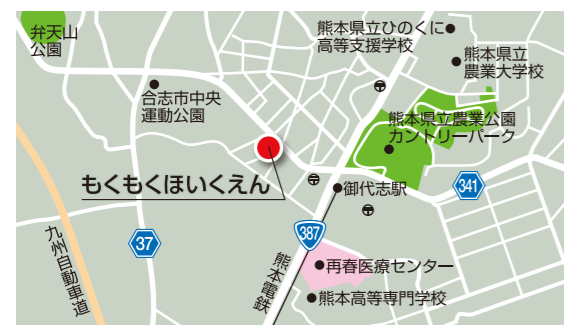 弁天山
公園
熊本県立ひのくに
高等支援学校
熊本県立
農業大学校
合志市中央
運動公園
熊本県立農業公園
カントリーパーク
もくもくほいくえん
御代志駅
341
387
37
九州自動車道
熊本電鉄
再春医療センター
熊本高等専門学校